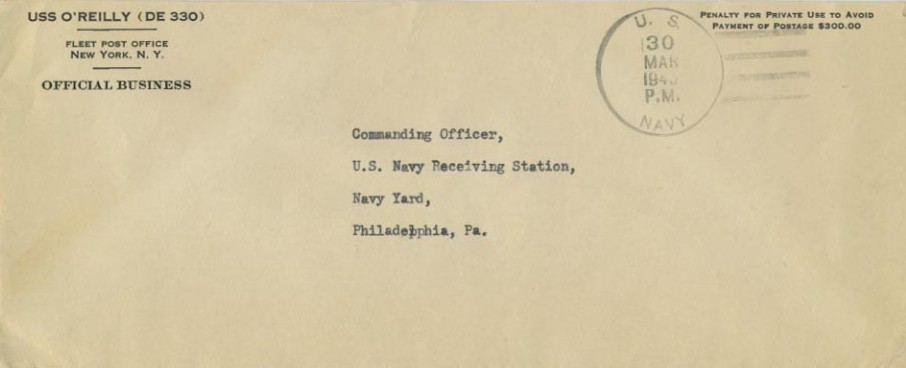 USS O'REILLY (DE 330)
FLEET POST OFFICE
NEW YORK, N. Y.
OFFICIAL BUSINESS
U. S.
30
MAR
P.M.
NAVY
PENALTY FOR PRIVATE USE TO AVOID
PAYMENT OF POSTAGE $300.00
Commanding Officer,
U.S. Navy Receiving Station,
Navy Yard,
Philadelphia, Pa.